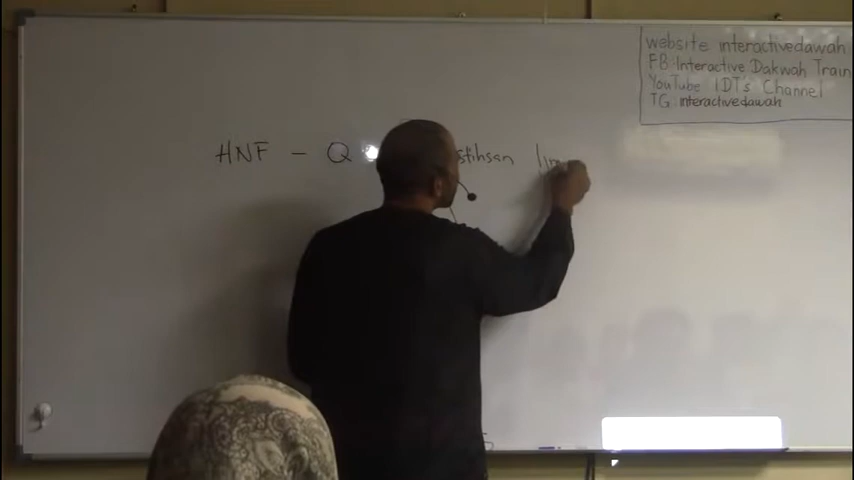 website interactivedawah
FB: Interactive Dakwah Train
YouTube IDT's Channel
TG: interactivedawah
HNF - Q stihsan